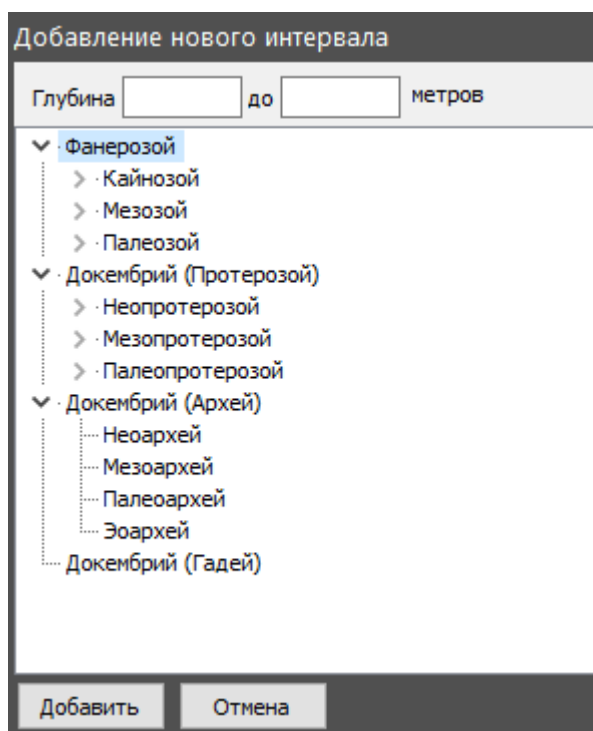 Добавление нового интервала
Глубина до метров
Фанерозой
Кайнозой
Мезозой
Палеозой
Докембрий (Протерозой)
Неопротерозой
Мезопротерозой
Палеопротерозой
Докембрий (Архей)
Неоархей
Мезоархей
Палеоархей
Эоархей
Докембрий (Гадей)
Добавить Отмена